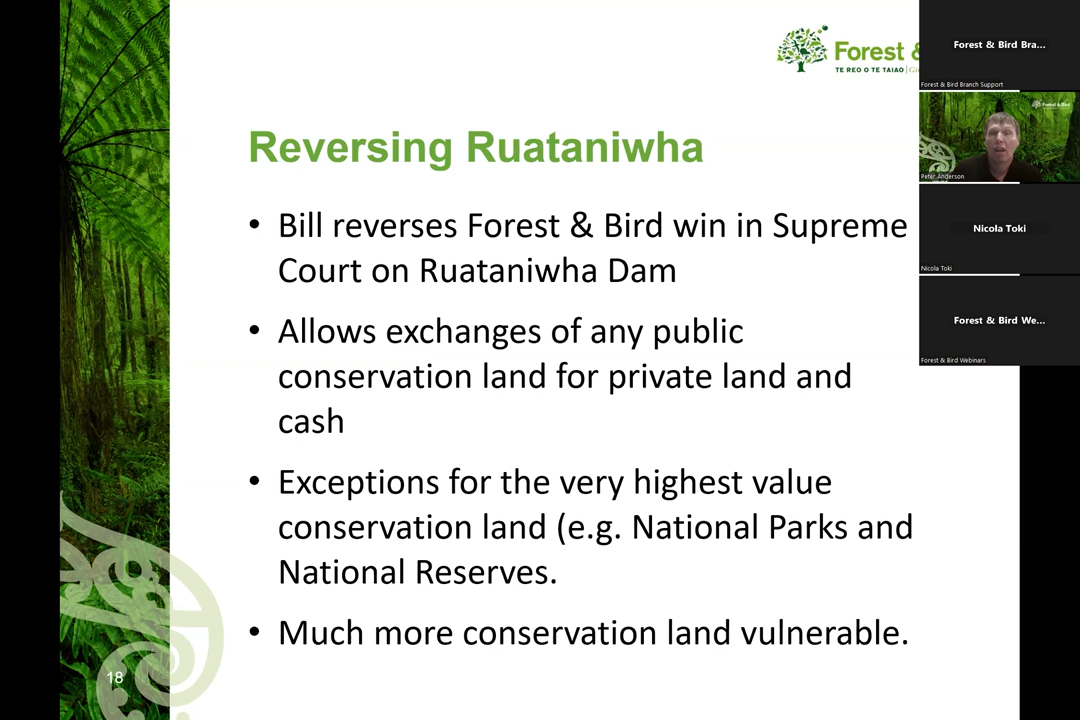 Forest &
TE REO O TE TAIAO | Gi
Reversing Ruataniwha
• Bill reverses Forest & Bird win in Supreme
Court on Ruataniwha Dam
• Allows exchanges of any public
conservation land for private land and
cash
• Exceptions for the very highest value
conservation land (e.g. National Parks and
National Reserves.
• Much more conservation land vulnerable.
18
Forest & Bird Bra...
Forest & Bird Branch Support
Forest & Bird
Peter Anderson
Nicola Toki
Nicola Toki
Forest & Bird We...
Forest & Bird Webinars